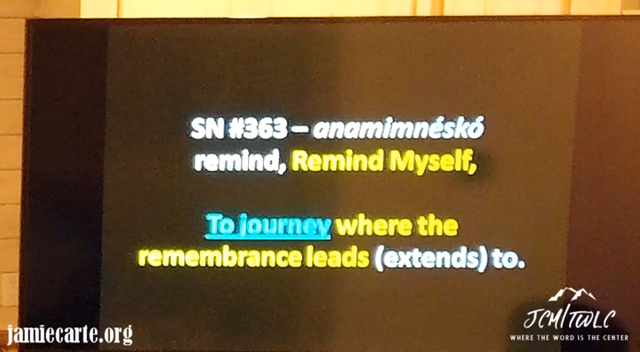 SN #363 – anamimnéskó
remind, Remind Myself,
To journey where the
remembrance leads (extends) to.
jamiecarte.org
JCM|TWLC
WHERE THE WORD IS THE CENTER